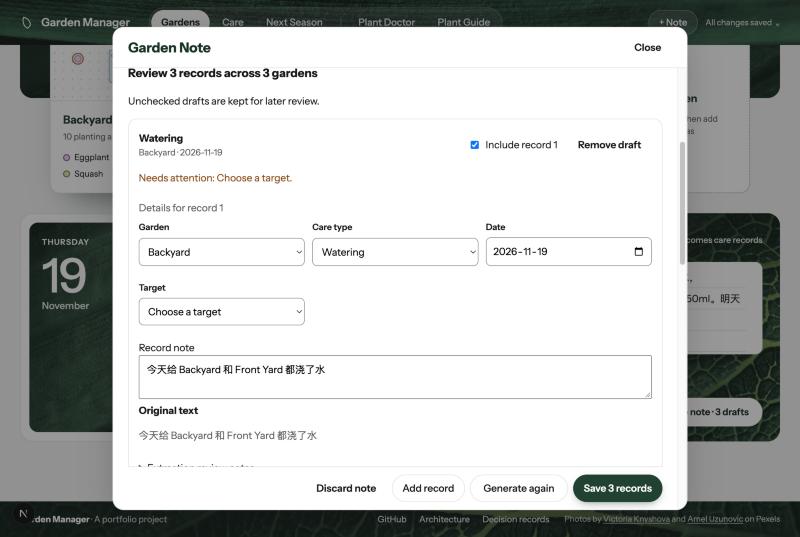 Garden Manager Gardens Care Next Season Plant Doctor Plant Guide + Note All changes saved
Garden Note Close
Review 3 records across 3 gardens
Unchecked drafts are kept for later review.
Backyard
10 planting a
Eggplant
Squash
en
hen add
as
Watering
Backyard · 2026-11-19
Include record 1 Remove draft
Needs attention: Choose a target.
Details for record 1
Garden Care type Date
Backyard Watering 2026-11-19
Target
Choose a target
Record note
今天给 Backyard 和 Front Yard 都浇了水
Original text
今天给 Backyard 和 Front Yard 都浇了水
Extraction review notes
THURSDAY
19
November
comes care records
50ml。明天
note · 3 drafts
Discard note Add record Generate again Save 3 records
N
rden Manager · A portfolio project GitHub Architecture Decision records Photos by Victoria Knyshova and Amel Uzunovic on Pexels